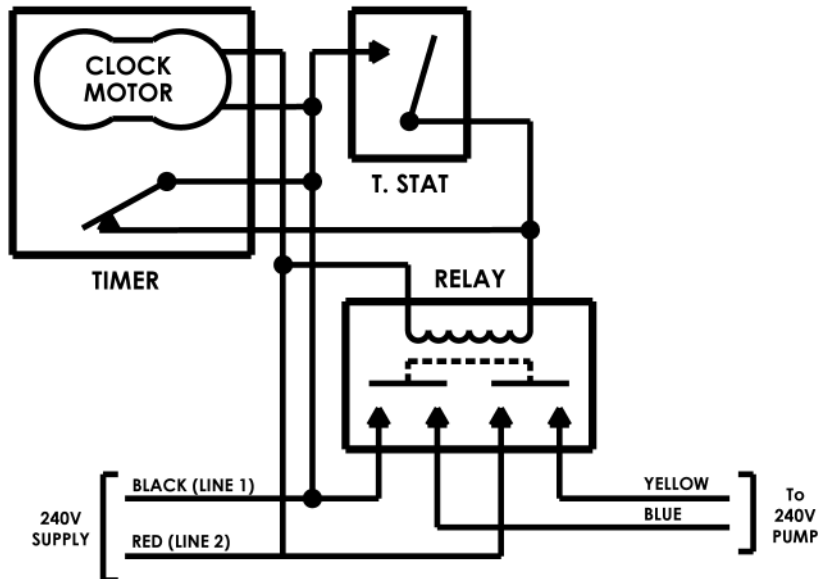 CLOCK
MOTOR
T. STAT
TIMER
RELAY
BLACK (LINE 1)
YELLOW
BLUE
RED (LINE 2)
240V
SUPPLY
To
240V
PUMP